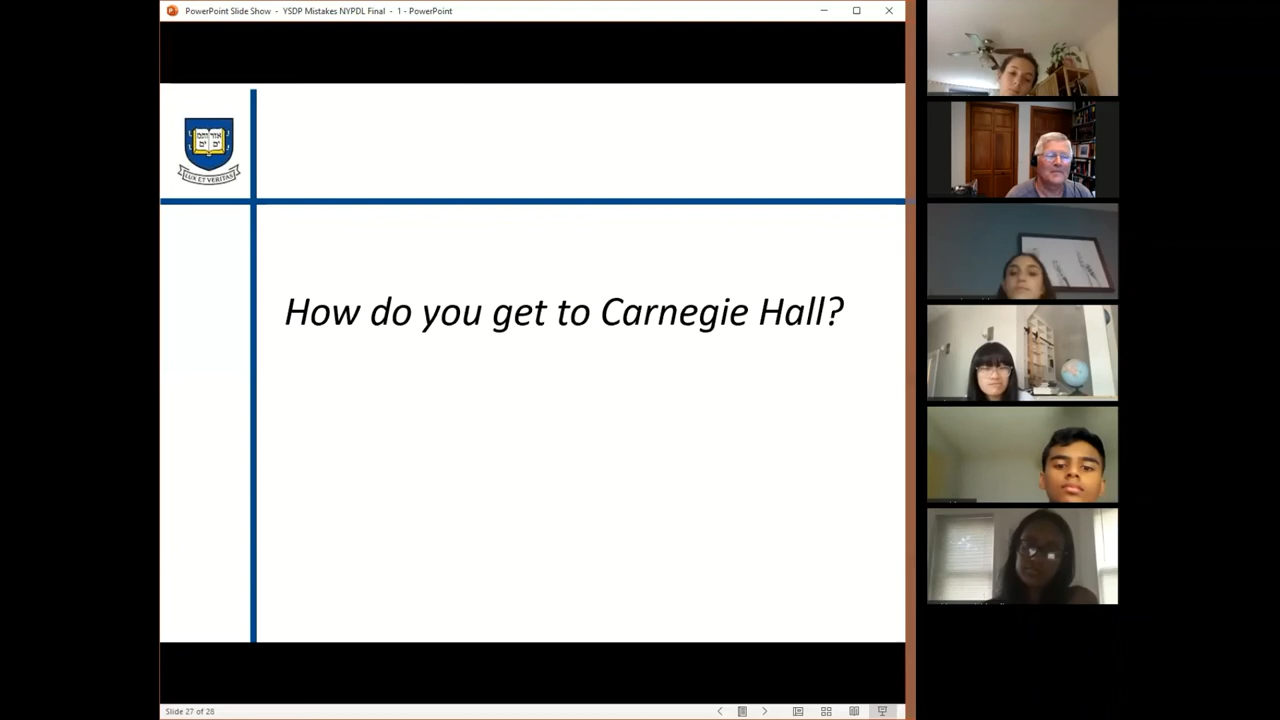 PowerPoint Slide Show - YSDP Mistakes NYPDL Final - 1 - PowerPoint
LUX ET VERITAS
How do you get to Carnegie Hall?
Slide 27 of 28